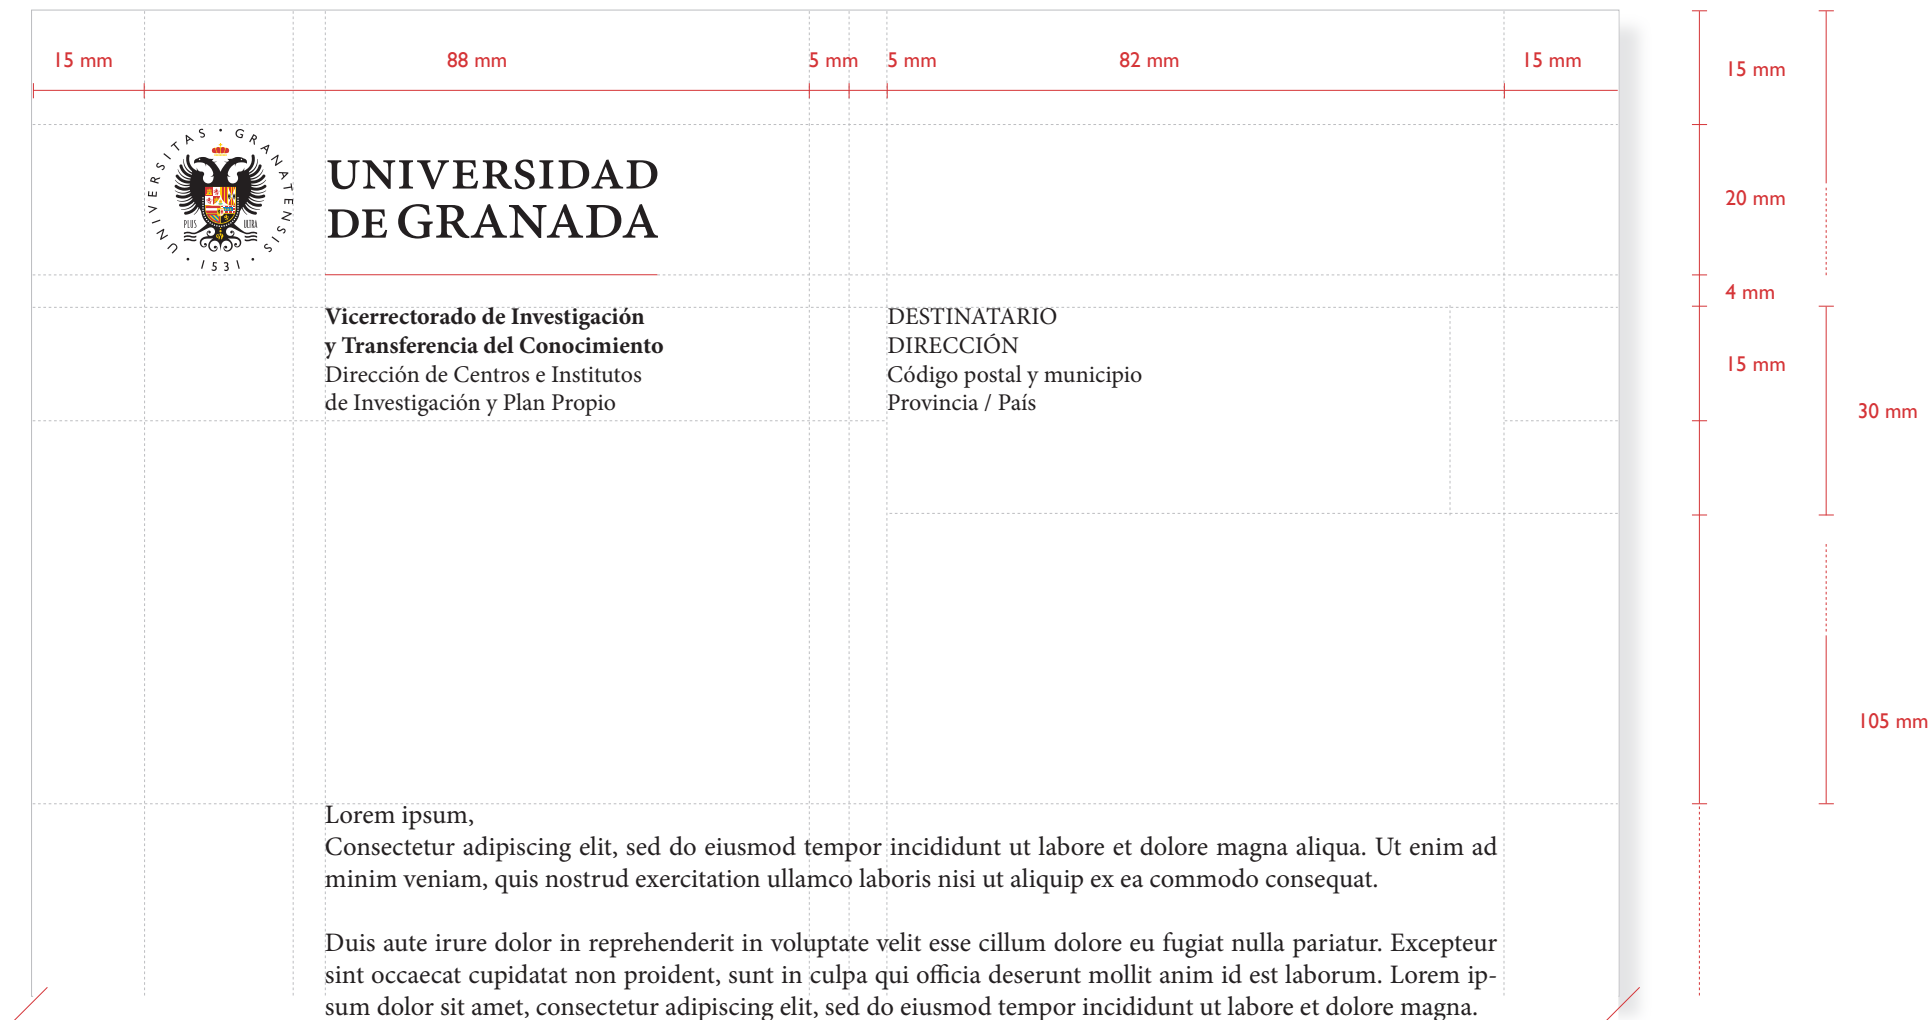 15 mm 88 mm 5 mm 5 mm 82 mm 15 mm
15 mm
UNIVERSITAS · GRANATENSIS · 1531 ·
PLUS ULTRA
UNIVERSIDAD
DE GRANADA
20 mm
4 mm
Vicerrectorado de Investigación
y Transferencia del Conocimiento
Dirección de Centros e Institutos
de Investigación y Plan Propio
DESTINATARIO
DIRECCIÓN
Código postal y municipio
Provincia / País
15 mm
30 mm
105 mm
Lorem ipsum,
Consectetur adipiscing elit, sed do eiusmod tempor incididunt ut labore et dolore magna aliqua. Ut enim ad
minim veniam, quis nostrud exercitation ullamco laboris nisi ut aliquip ex ea commodo consequat.
Duis aute irure dolor in reprehenderit in voluptate velit esse cillum dolore eu fugiat nulla pariatur. Excepteur
sint occaecat cupidatat non proident, sunt in culpa qui officia deserunt mollit anim id est laborum. Lorem ip-
sum dolor sit amet, consectetur adipiscing elit, sed do eiusmod tempor incididunt ut labore et dolore magna.